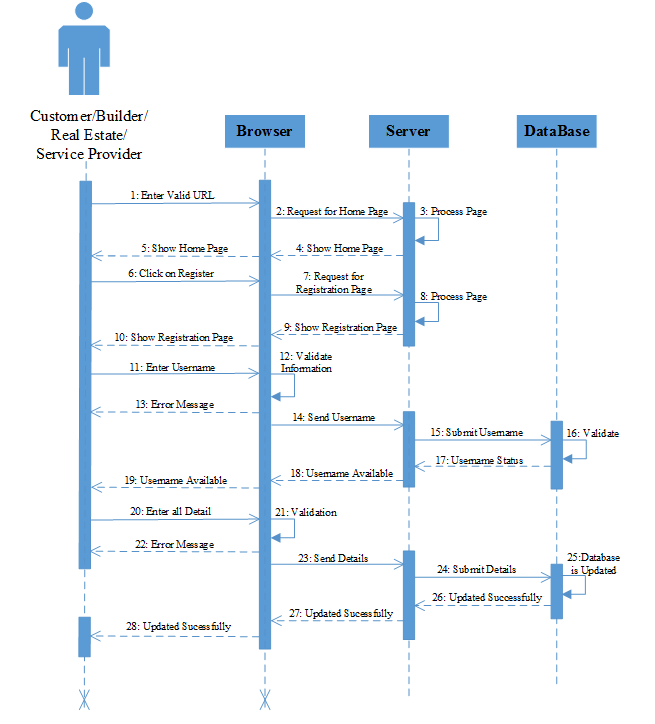 Customer/Builder/
Real Estate/
Service Provider
Browser
Server
DataBase
1: Enter Valid URL
2: Request for Home Page
3: Process Page
4: Show Home Page
5: Show Home Page
6: Click on Register
7: Request for
Registration Page
8: Process Page
9: Show Registration Page
10: Show Registration Page
11: Enter Username
12: Validate
Information
13: Error Message
14: Send Username
15: Submit Username
16: Validate
17: Username Status
18: Username Available
19: Username Available
20: Enter all Detail
21: Validation
22: Error Message
23: Send Details
24: Submit Details
25:Database
is Updated
26: Updated Successfully
27: Updated Sucessfully
28: Updated Sucessfully